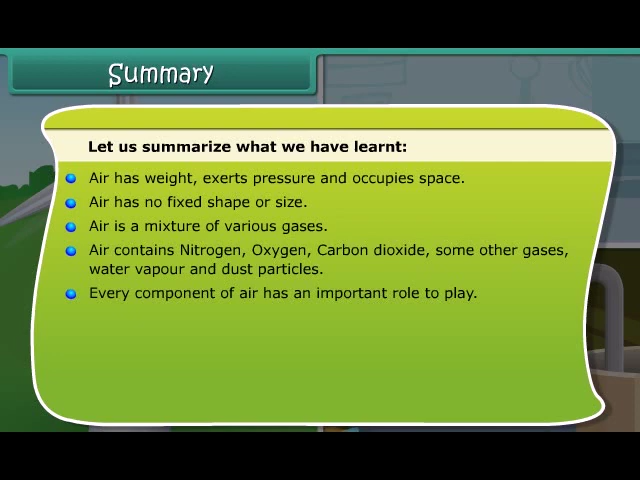 Summary
Let us summarize what we have learnt:
Air has weight, exerts pressure and occupies space.
Air has no fixed shape or size.
Air is a mixture of various gases.
Air contains Nitrogen, Oxygen, Carbon dioxide, some other gases,
water vapour and dust particles.
Every component of air has an important role to play.